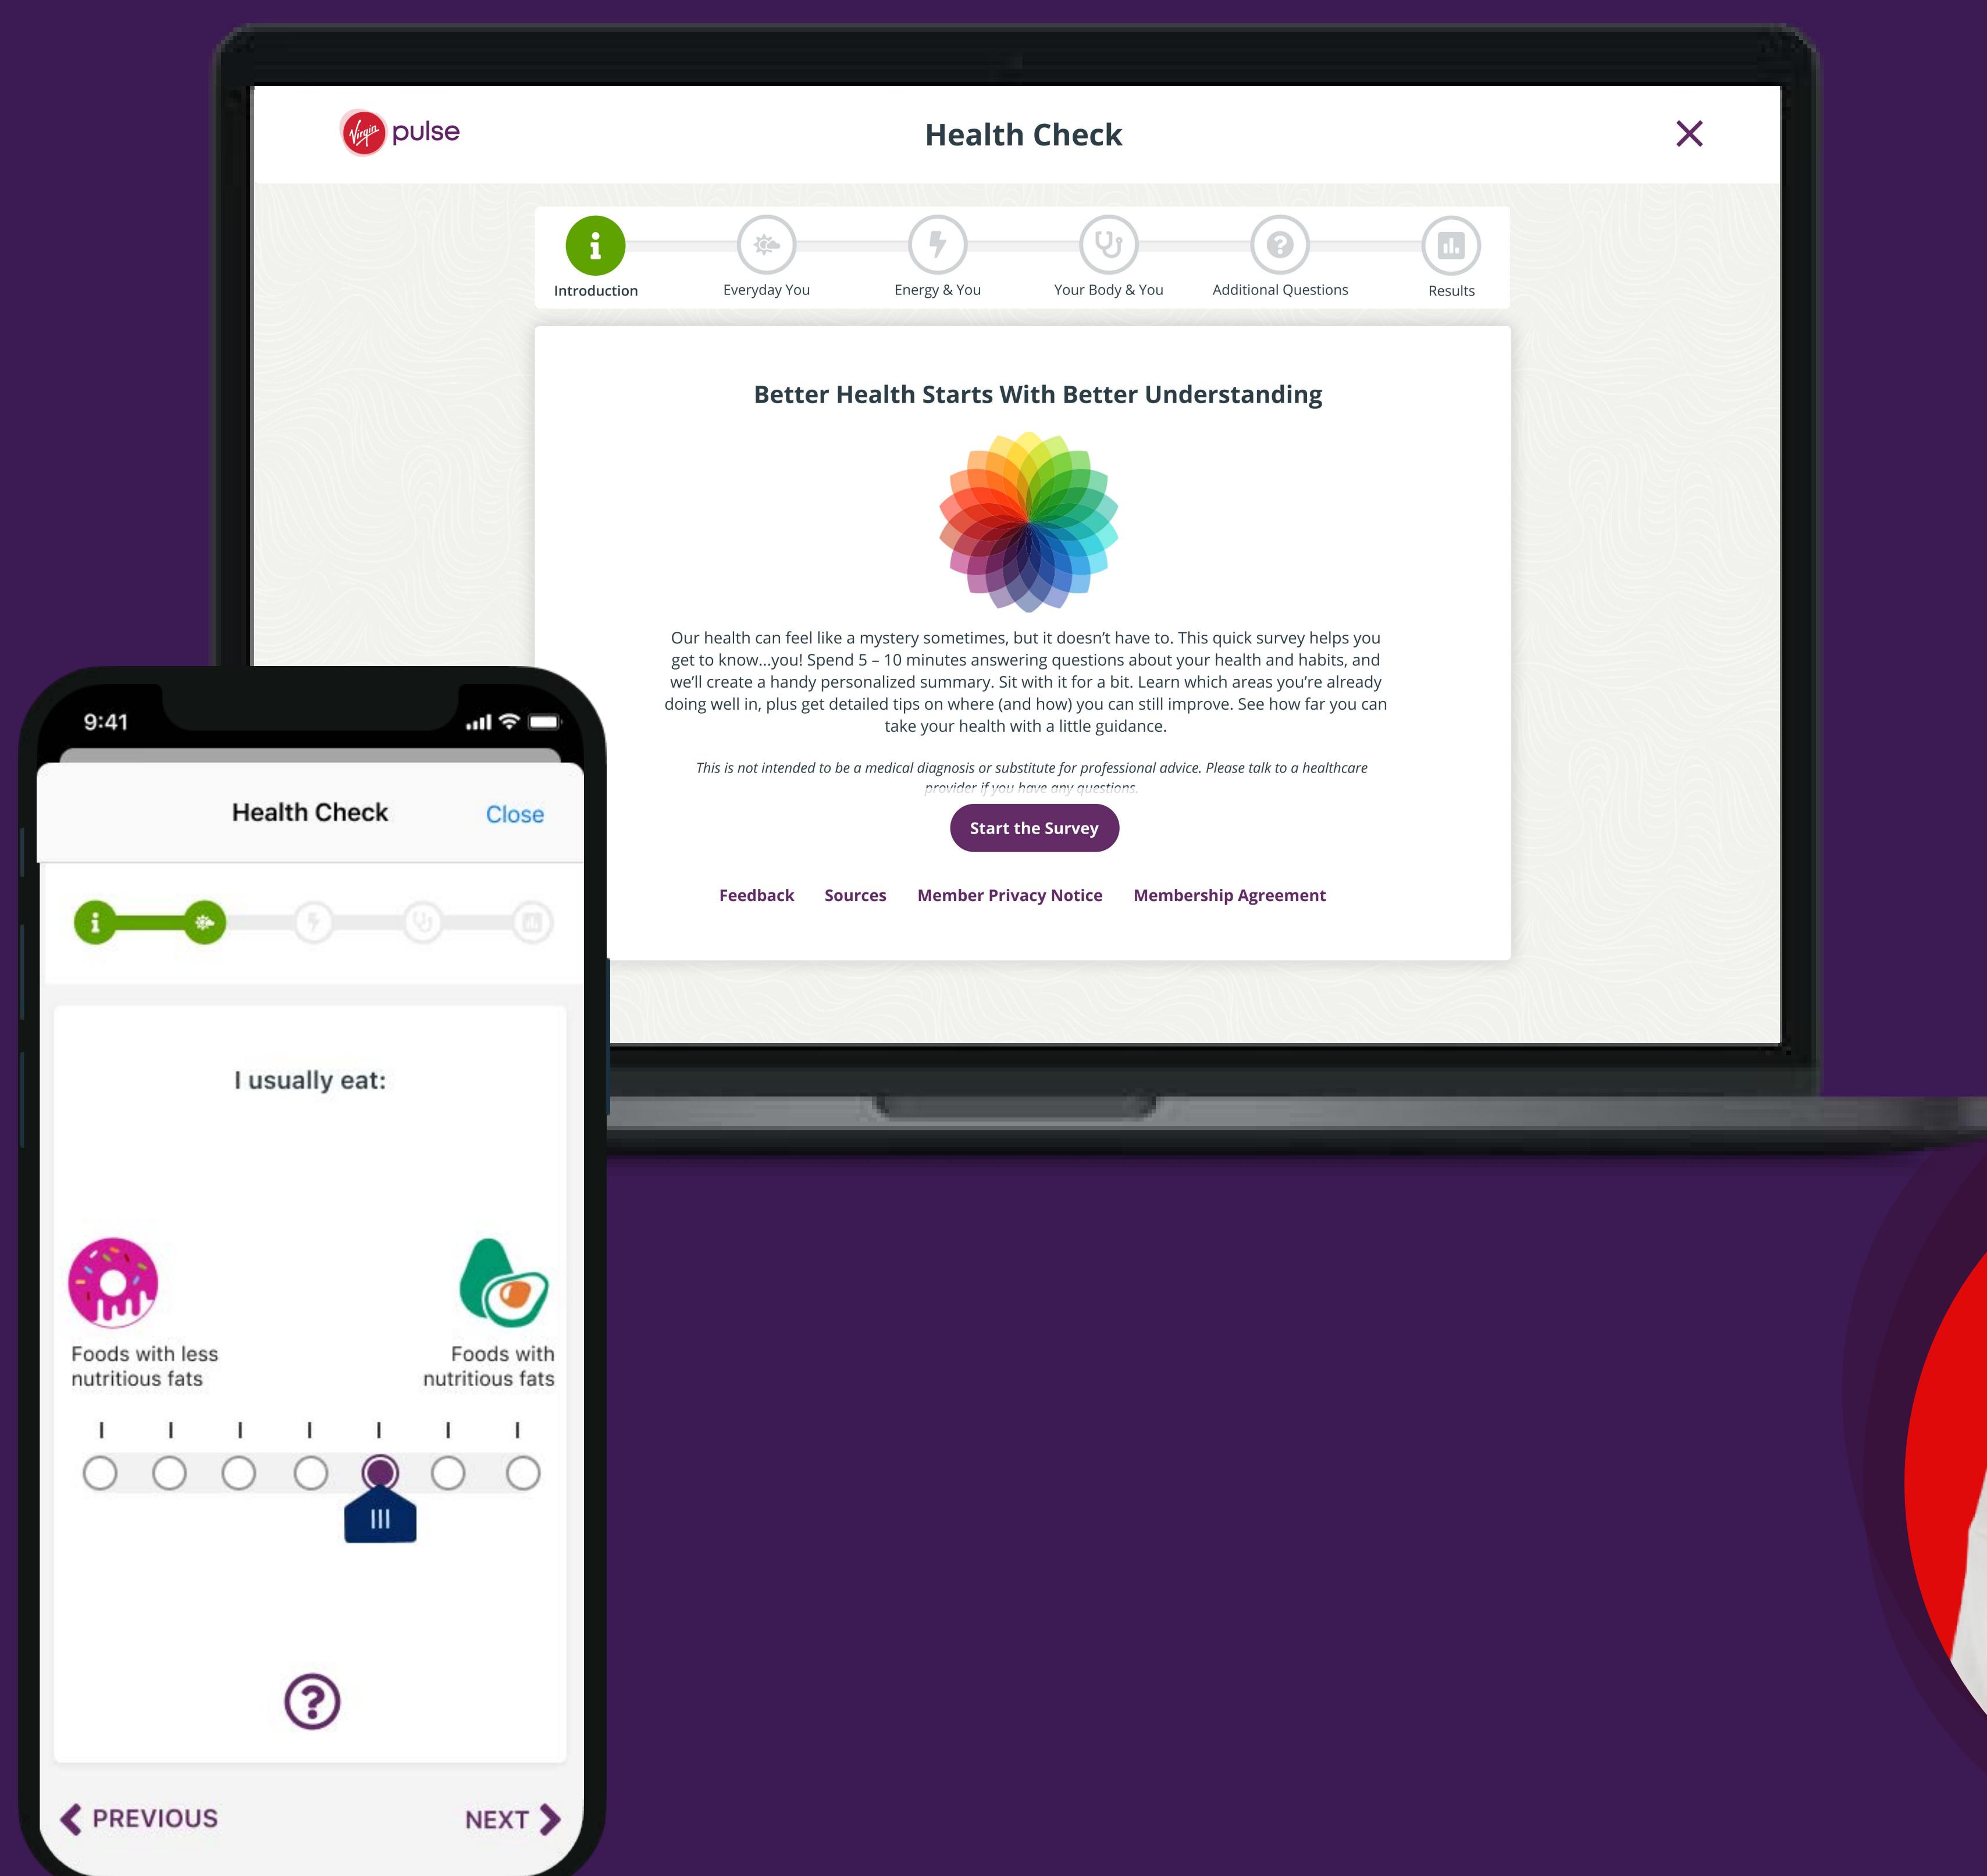 Virgin pulse
Health Check
Introduction
Everyday You
Energy & You
Your Body & You
Additional Questions
Results
Better Health Starts With Better Understanding
Our health can feel like a mystery sometimes, but it doesn’t have to. This quick survey helps you
get to know...you! Spend 5 – 10 minutes answering questions about your health and habits, and
we’ll create a handy personalized summary. Sit with it for a bit. Learn which areas you’re already
doing well in, plus get detailed tips on where (and how) you can still improve. See how far you can
take your health with a little guidance.
This is not intended to be a medical diagnosis or substitute for professional advice. Please talk to a healthcare
provider if you have any questions.
Start the Survey
Feedback Sources Member Privacy Notice Membership Agreement
9:41
Health Check
Close
I usually eat:
Foods with less
nutritious fats
Foods with
nutritious fats
PREVIOUS
NEXT